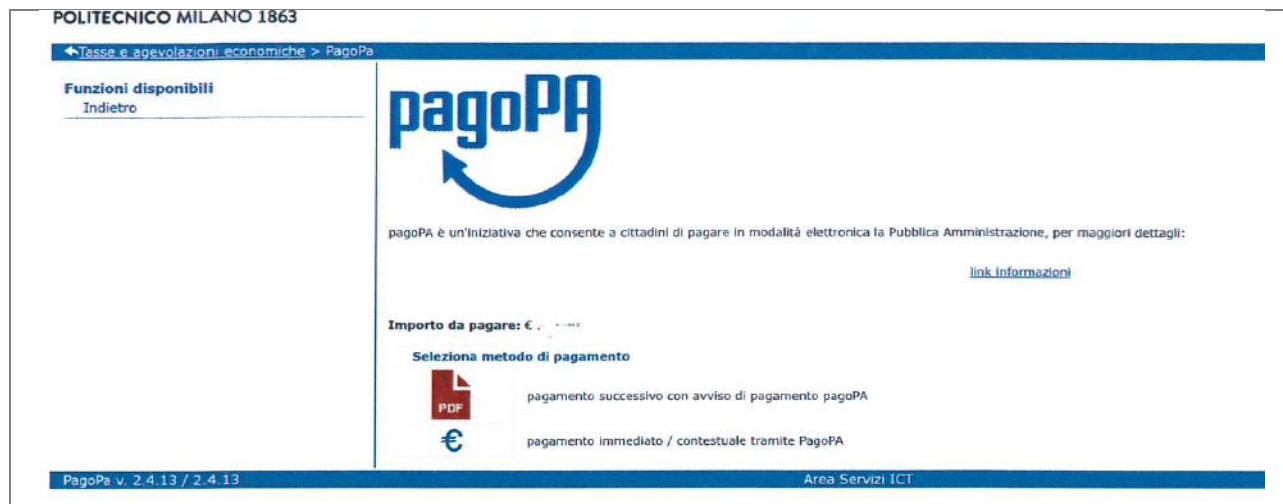 POLITECNICO MILANO 1863
Tasse e agevolazioni economiche > PagoPa
Funzioni disponibili
Indietro
pagoPA
pagoPA è un'iniziativa che consente a cittadini di pagare in modalità elettronica la Pubblica Amministrazione, per maggiori dettagli:
link informazioni
Importo da pagare: €
Seleziona metodo di pagamento
PDF
pagamento successivo con avviso di pagamento pagoPA
€
pagamento immediato / contestuale tramite PagoPA
PagoPa v. 2.4.13 / 2.4.13
Area Servizi ICT